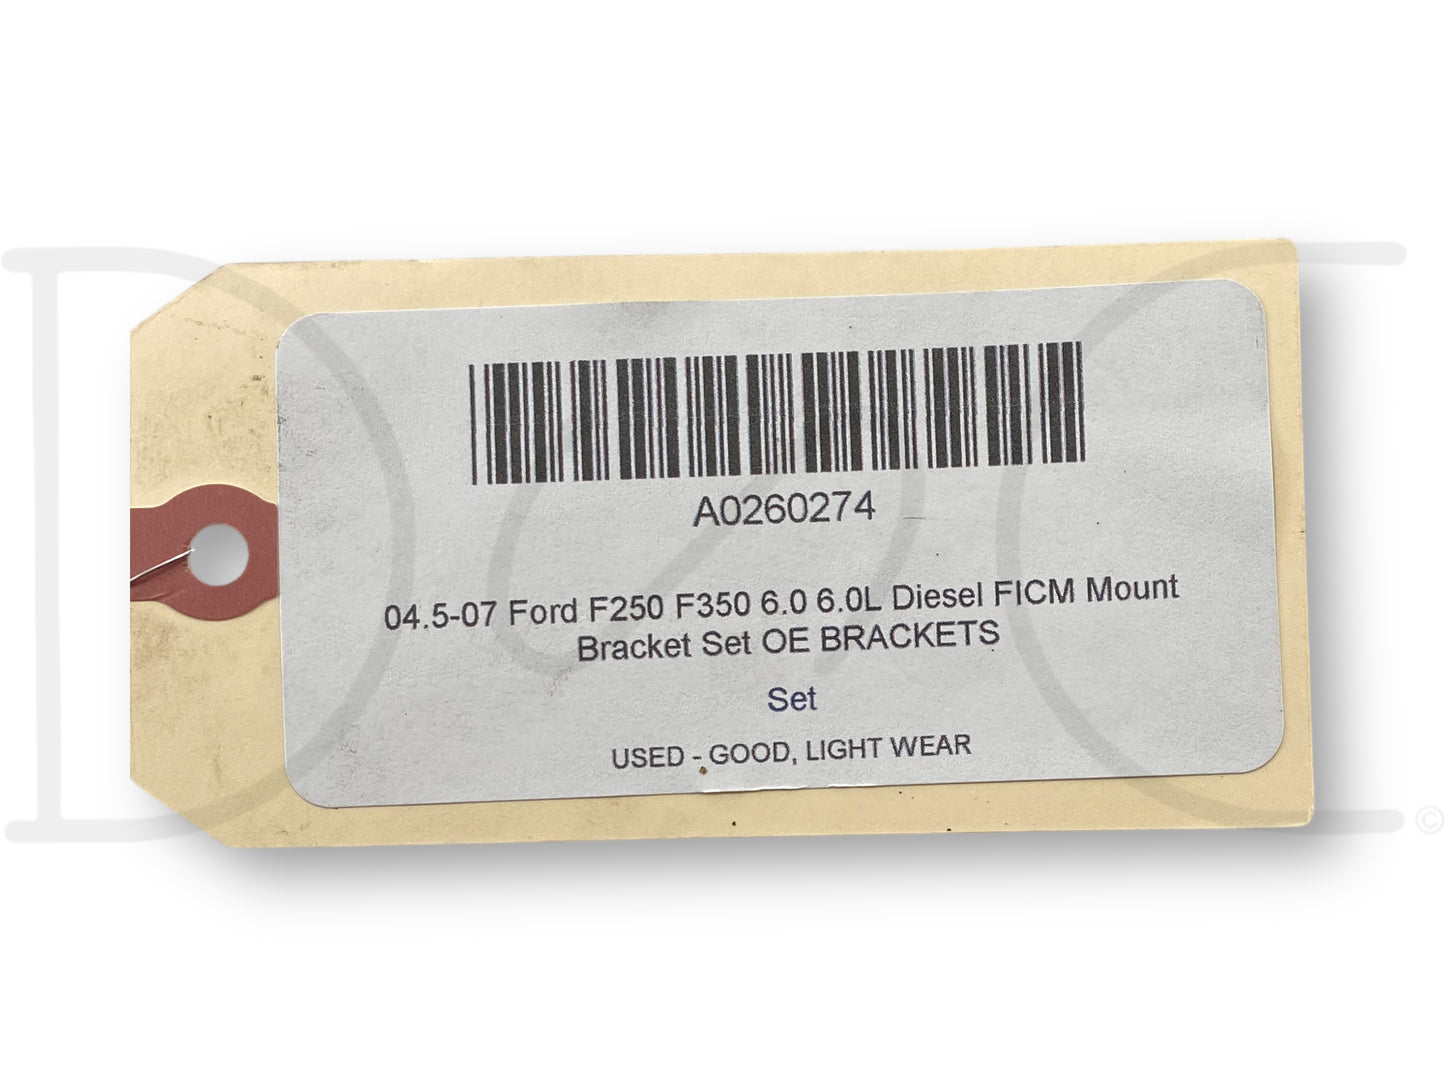 A0260274
04.5-07 Ford F250 F350 6.0 6.0L Diesel FICM Mount
Bracket Set OE BRACKETS
Set
USED - GOOD, LIGHT WEAR
©